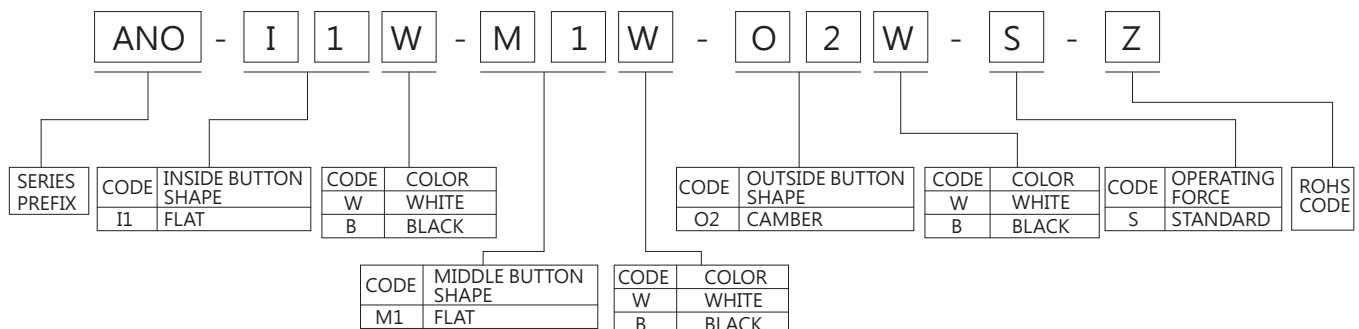 ANO - I 1 W - M 1 W - O 2 W - S - Z
SERIES
PREFIX
CODE INSIDE BUTTON
SHAPE
I1 FLAT
CODE COLOR
W WHITE
B BLACK
CODE OUTSIDE BUTTON
SHAPE
O2 CAMBER
CODE COLOR
W WHITE
B BLACK
CODE OPERATING
FORCE
S STANDARD
ROHS
CODE
CODE MIDDLE BUTTON
SHAPE
M1 FLAT
CODE COLOR
W WHITE
B BLACK